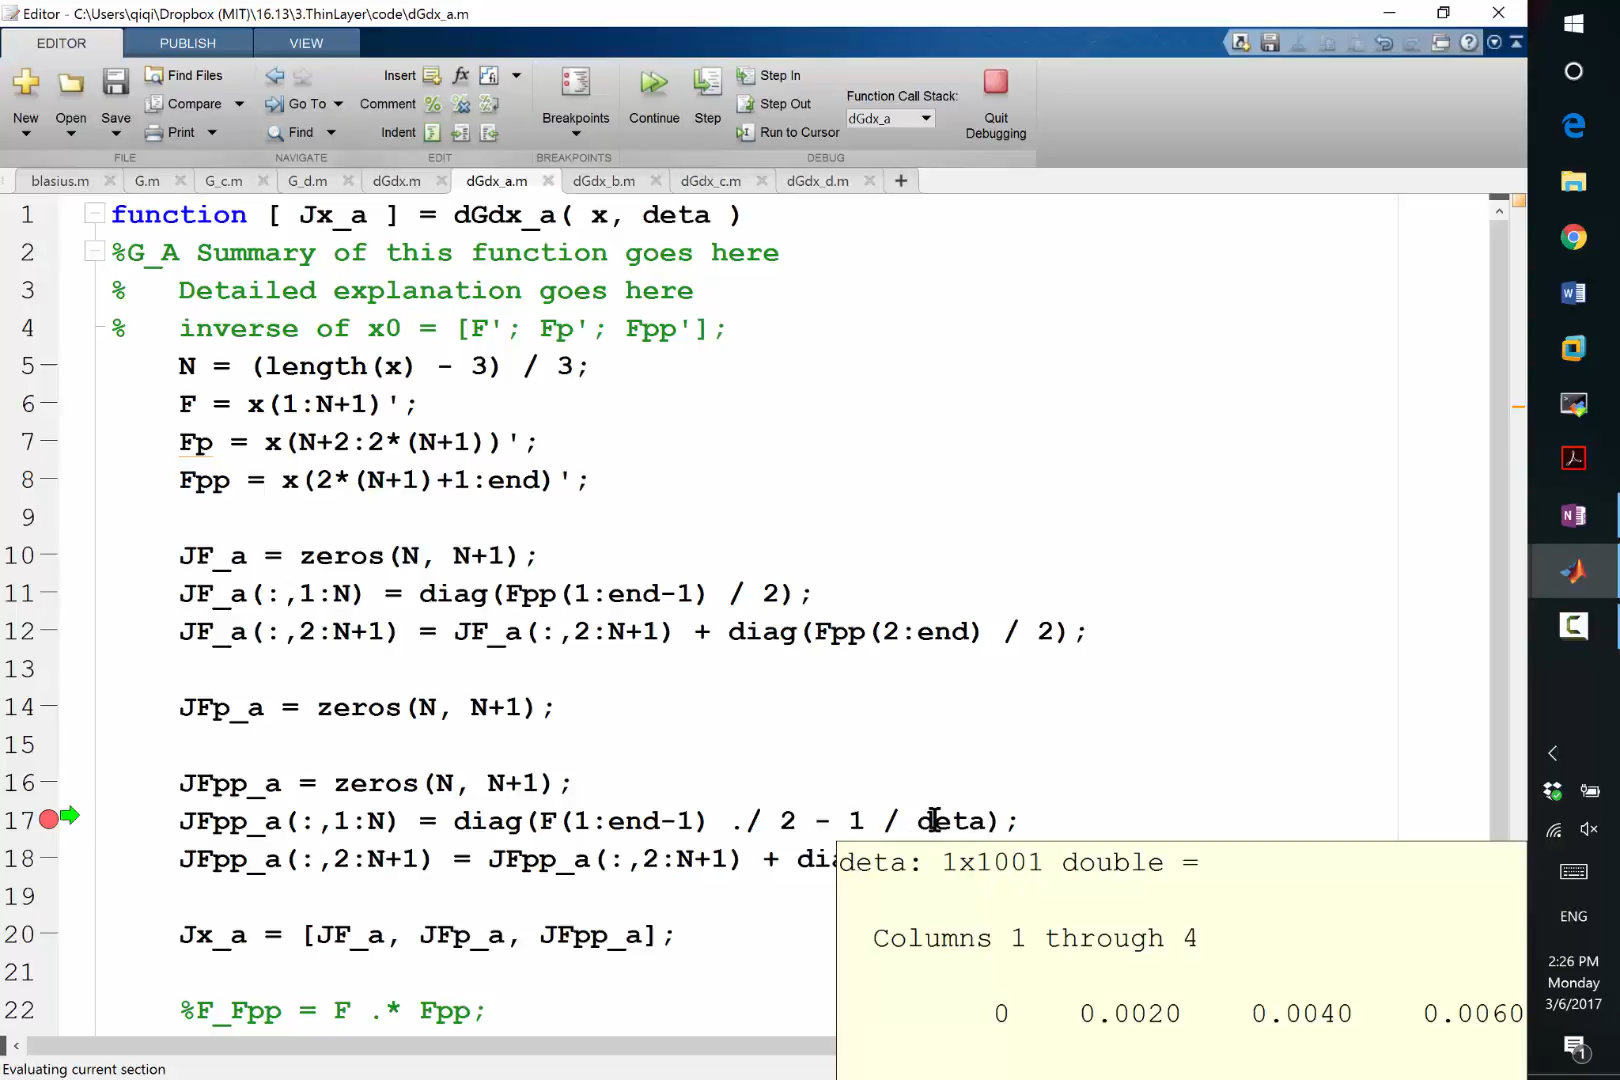 Editor - C:\Users\qiqi\Dropbox (MIT)\16.13\3.ThinLayer\code\dGdx_a.m
EDITOR PUBLISH VIEW
Find Files Insert fx Step In
Compare Go To Comment Step Out Function Call Stack:
New Open Save Print Find Indent Breakpoints Continue Step Run to Cursor dGdx_a Quit Debugging
FILE NAVIGATE EDIT BREAKPOINTS DEBUG
blasius.m G.m G_c.m G_d.m dGdx.m dGdx_a.m dGdx_b.m dGdx_c.m dGdx_d.m
1 function [ Jx_a ] = dGdx_a( x, deta )
2 %G_A Summary of this function goes here
3 % Detailed explanation goes here
4 % inverse of x0 = [F'; Fp'; Fpp'];
5 N = (length(x) - 3) / 3;
6 F = x(1:N+1)';
7 Fp = x(N+2:2*(N+1))';
8 Fpp = x(2*(N+1)+1:end)';
9
10 JF_a = zeros(N, N+1);
11 JF_a(:,1:N) = diag(Fpp(1:end-1) / 2);
12 JF_a(:,2:N+1) = JF_a(:,2:N+1) + diag(Fpp(2:end) / 2);
13
14 JFp_a = zeros(N, N+1);
15
16 JFpp_a = zeros(N, N+1);
17 JFpp_a(:,1:N) = diag(F(1:end-1) ./ 2 - 1 / deta);
18 JFpp_a(:,2:N+1) = JFpp_a(:,2:N+1) + dia
19
20 Jx_a = [JF_a, JFp_a, JFpp_a];
21
22 %F_Fpp = F .* Fpp;
deta: 1x1001 double =
Columns 1 through 4
0 0.0020 0.0040 0.0060
Evaluating current section
ENG
2:26 PM
Monday
3/6/2017
1